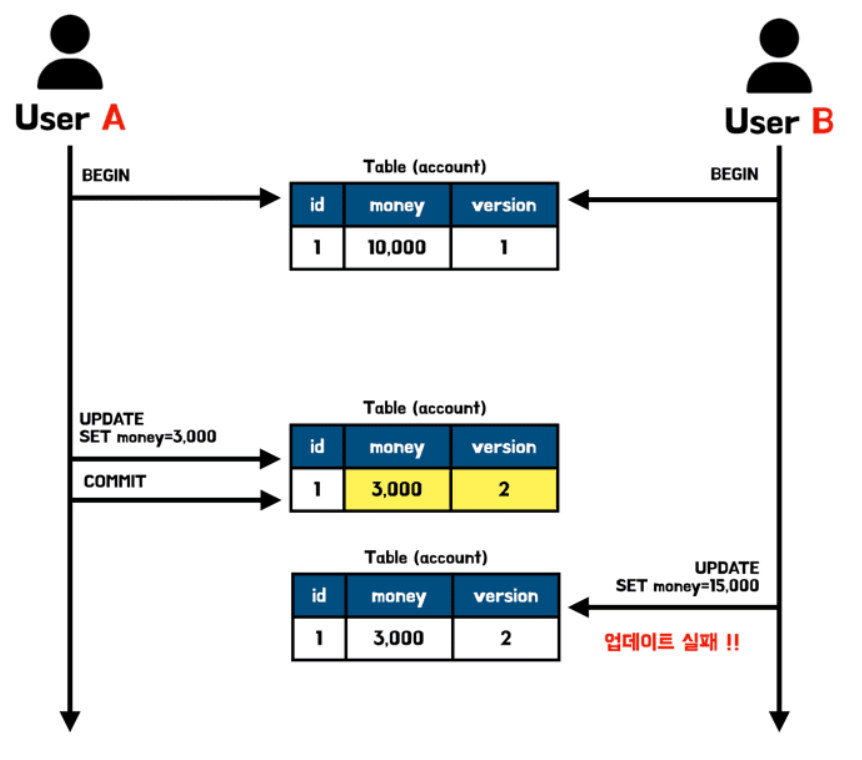 User A
User B
BEGIN
BEGIN
Table (account)
id money version
1 10,000 1
UPDATE
SET money=3,000
COMMIT
Table (account)
id money version
1 3,000 2
Table (account)
id money version
1 3,000 2
UPDATE
SET money=15,000
업데이트 실패 !!